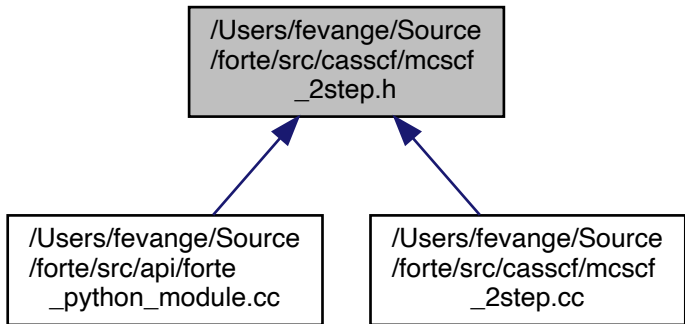 /Users/fevange/Source
/forte/src/casscf/mcscf
_2step.h
/Users/fevange/Source
/forte/src/api/forte
_python_module.cc
/Users/fevange/Source
/forte/src/casscf/mcscf
_2step.cc